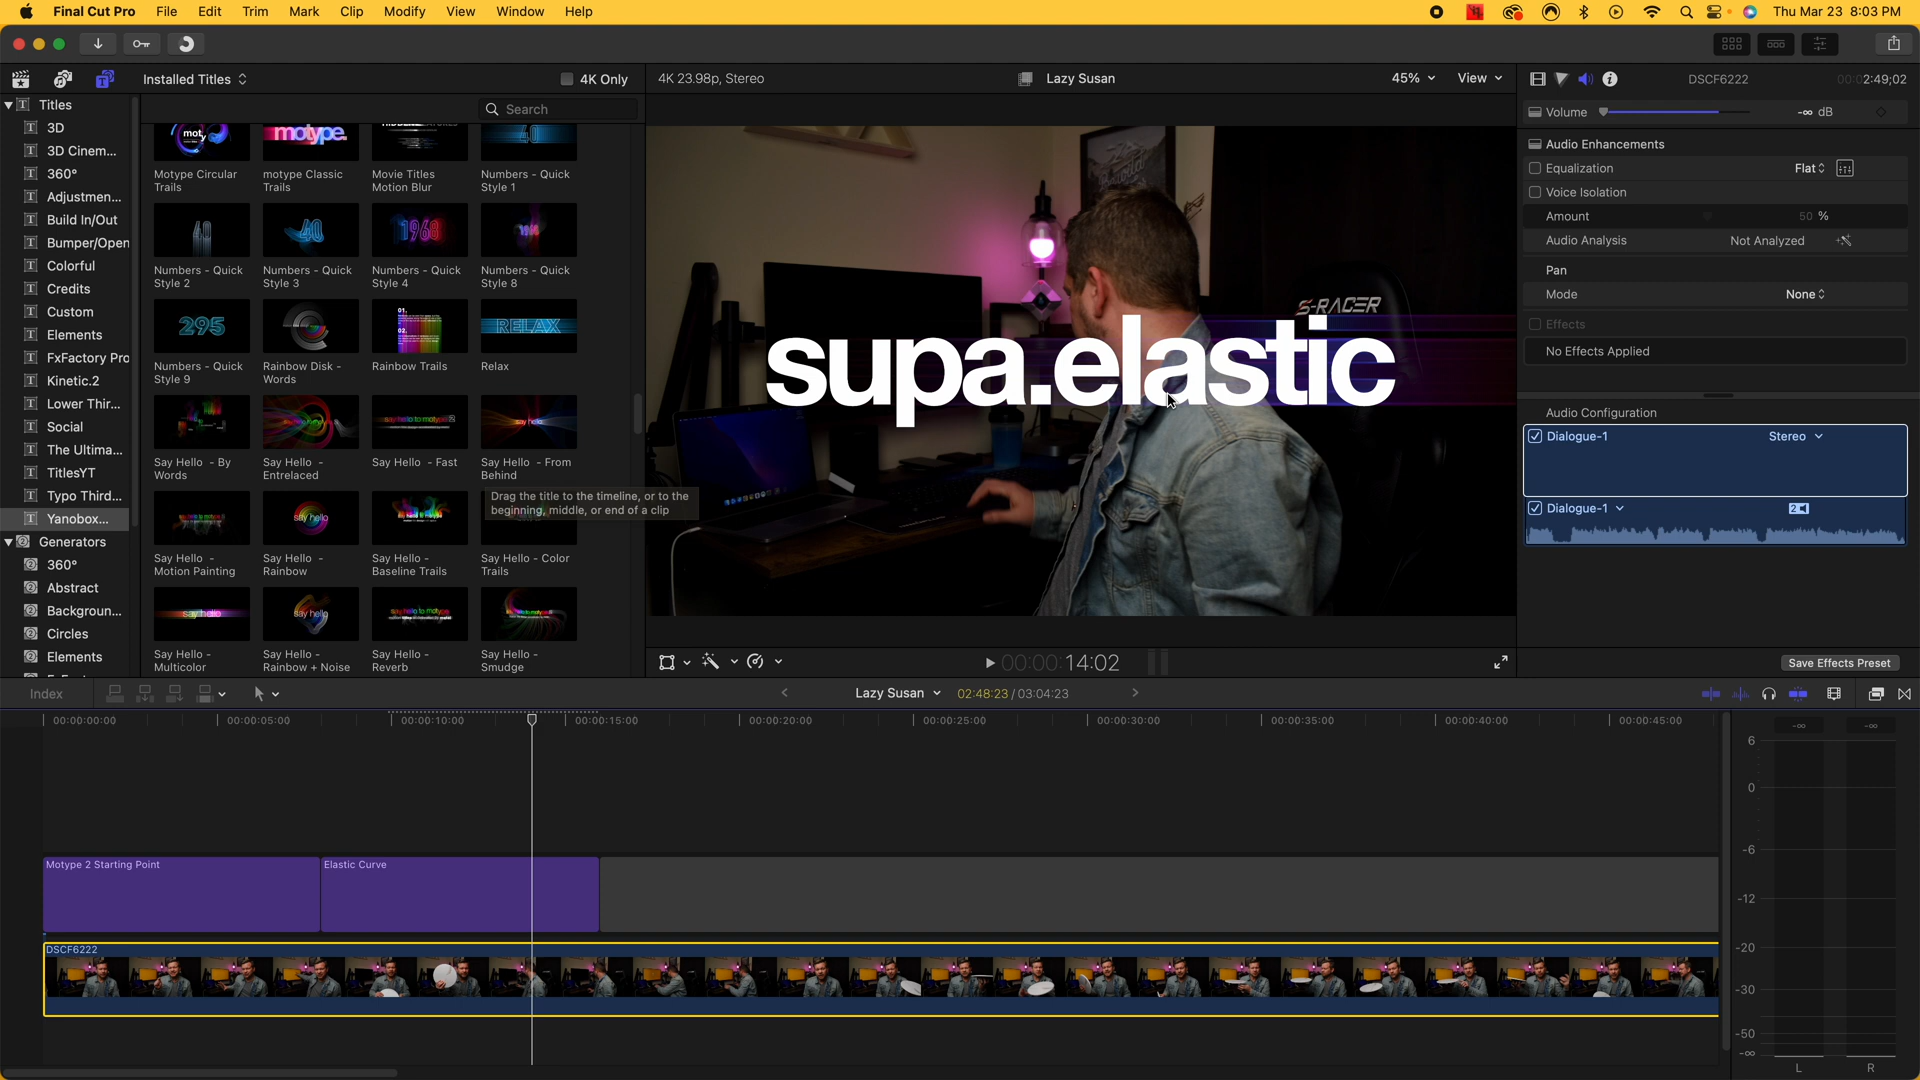 Final Cut Pro File Edit Trim Mark Clip Modify View Window Help
Thu Mar 23 8:03 PM
Installed Titles
4K Only
4K 23.98p, Stereo
Lazy Susan
45%
View
DSCF6222
00:02:49;02
Search
Titles
3D
3D Cinem...
360°
Adjustmen...
Build In/Out
Bumper/Open
Colorful
Credits
Custom
Elements
FxFactory Pro
Kinetic.2
Lower Thir...
Social
The Ultima...
TitlesYT
Typo Third...
Yanobox...
Generators
360°
Abstract
Backgroun...
Circles
Elements
Motype Circular Trails
motype Classic Trails
Movie Titles Motion Blur
Numbers - Quick Style 1
Numbers - Quick Style 2
Numbers - Quick Style 3
Numbers - Quick Style 4
Numbers - Quick Style 8
Numbers - Quick Style 9
Rainbow Disk - Words
Rainbow Trails
Relax
Say Hello - By Words
Say Hello - Entrelaced
Say Hello - Fast
Say Hello - From Behind
Drag the title to the timeline, or to the
beginning, middle, or end of a clip
Say Hello - Motion Painting
Say Hello - Rainbow
Say Hello - Baseline Trails
Say Hello - Color Trails
Say Hello - Multicolor
Say Hello - Rainbow + Noise
Say Hello - Reverb
Say Hello - Smudge
S-RACER
supa.elastic
Volume
-∞ dB
Audio Enhancements
Equalization
Flat
Voice Isolation
Amount
50 %
Audio Analysis
Not Analyzed
Pan
Mode
None
Effects
No Effects Applied
Audio Configuration
Dialogue-1
Stereo
Dialogue-1
Save Effects Preset
00:00:14:02
Index
Lazy Susan
02:48:23 / 03:04:23
00:00:00:00
00:00:05:00
00:00:10:00
00:00:15:00
00:00:20:00
00:00:25:00
00:00:30:00
00:00:35:00
00:00:40:00
00:00:45:00
Motype 2 Starting Point
Elastic Curve
DSCF6222
-∞ -∞
6
0
-6
-12
-20
-30
-50
-∞
L R